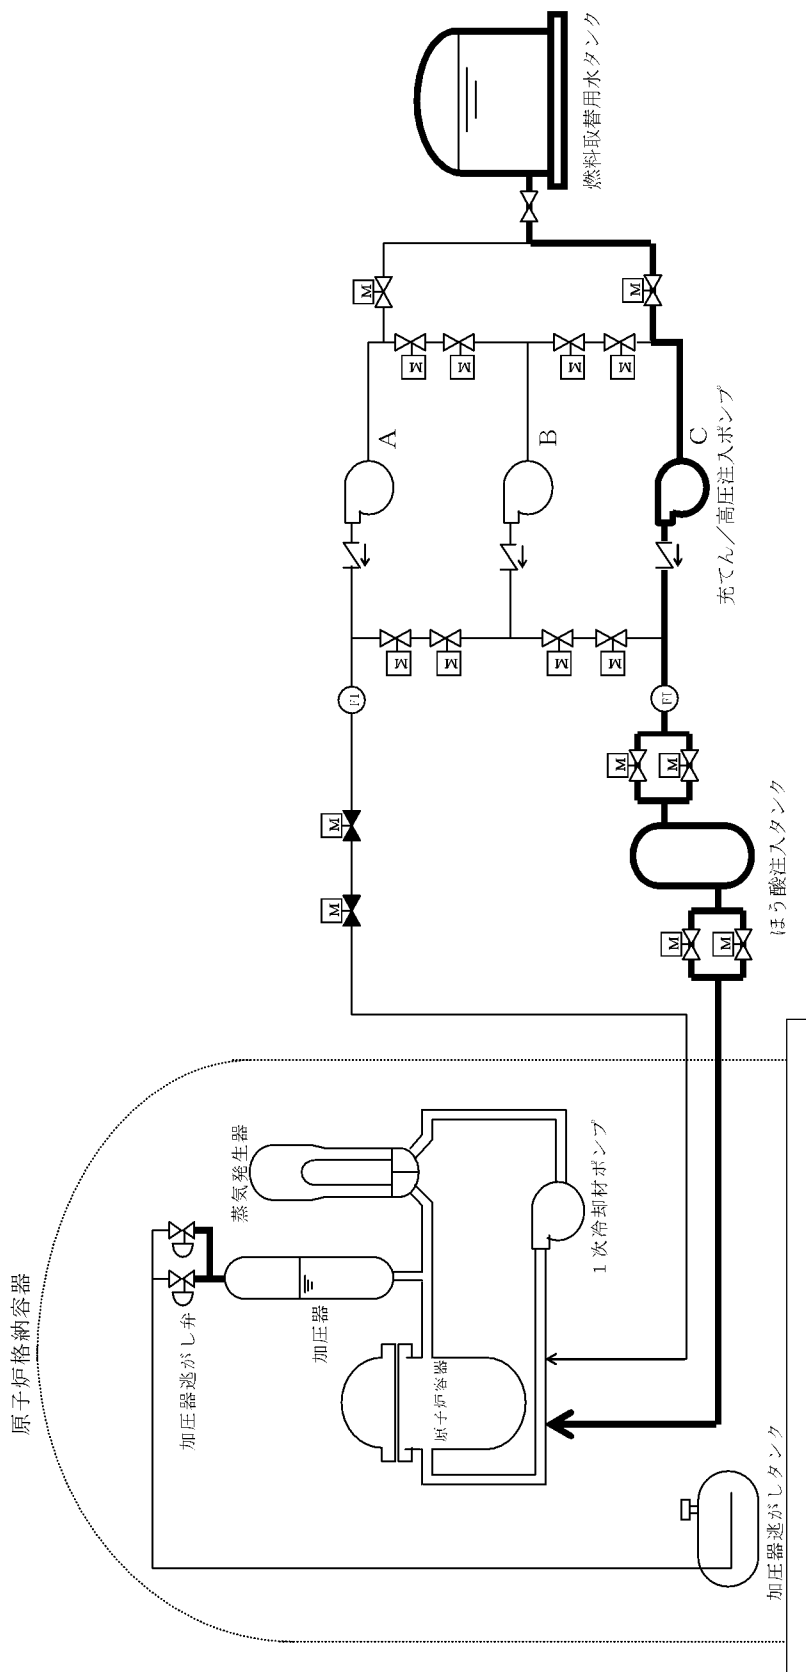 原子炉格納容器
加圧器逃がし弁
蒸気発生器
加圧器
原子炉容器
1次冷却材ポンプ
加圧器逃がしタンク
M
M
FI
M
M
M
M
A
B
C
M
M
M
M
M
M
M
M
FI
M
M
ほう酸注入タンク
充てん／高圧注入ポンプ
燃料取替用水タンク